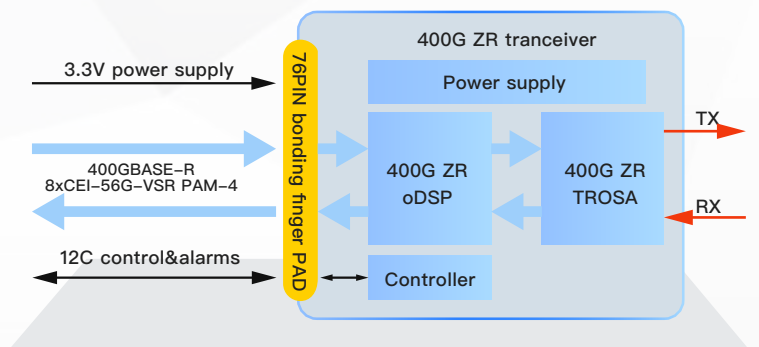 400G ZR tranceiver
3.3V power supply
Power supply
76PIN bonding finger PAD
TX
400GBASE-R
8xCEI-56G-VSR PAM-4
400G ZR
oDSP
400G ZR
TROSA
RX
12C control&alarms
Controller